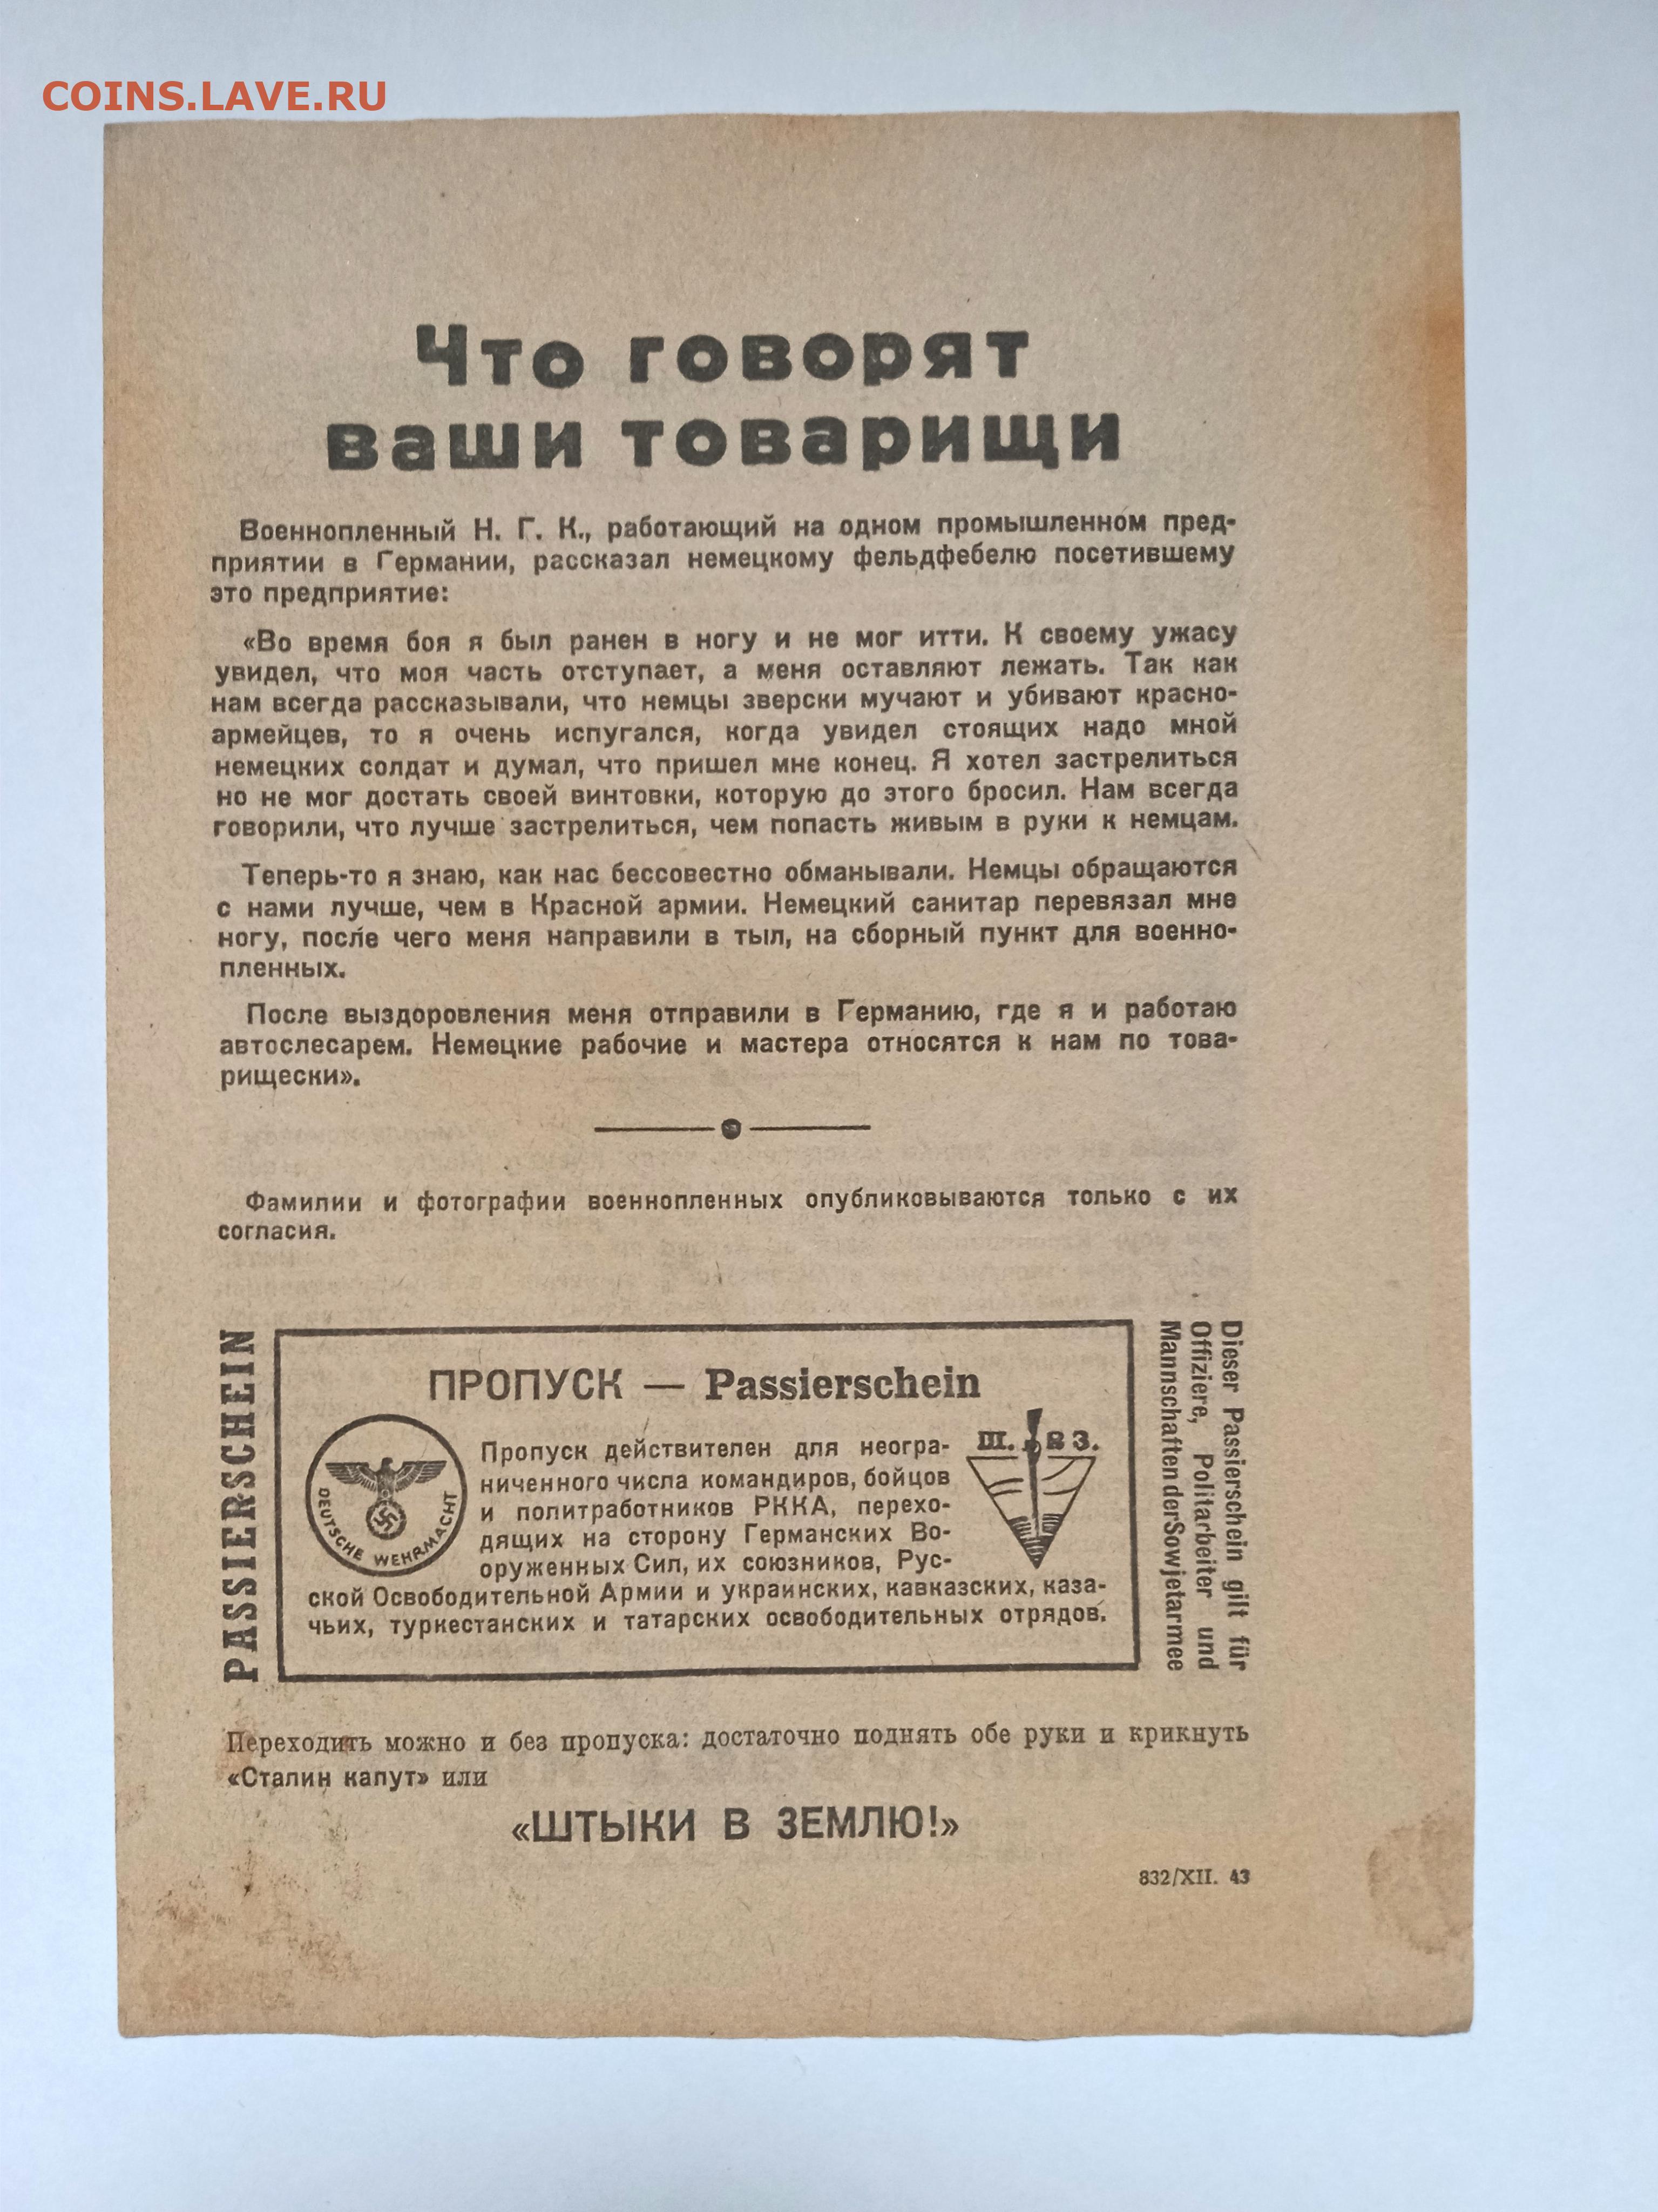 COINS.LAVE.RU
Что говорят
ваши товарищи
Военнопленный Н. Г. К., работающий на одном промышленном пред-
приятии в Германии, рассказал немецкому фельдфебелю посетившему
это предприятие:
«Во время боя я был ранен в ногу и не мог итти. К своему ужасу
увидел, что моя часть отступает, а меня оставляют лежать. Так как
нам всегда рассказывали, что немцы зверски мучают и убивают красно-
армейцев, то я очень испугался, когда увидел стоящих надо мной
немецких солдат и думал, что пришел мне конец. Я хотел застрелиться
но не мог достать своей винтовки, которую до этого бросил. Нам всегда
говорили, что лучше застрелиться, чем попасть живым в руки к немцам.
Теперь-то я знаю, как нас бессовестно обманывали. Немцы обращаются
с нами лучше, чем в Красной армии. Немецкий санитар перевязал мне
ногу, после чего меня направили в тыл, на сборный пункт для военно-
пленных.
После выздоровления меня отправили в Германию, где я и работаю
автослесарем. Немецкие рабочие и мастера относятся к нам по това-
рищески».
Фамилии и фотографии военнопленных опубликовываются только с их
согласия.
PASSIERSCHEIN
ПРОПУСК — Passierschein
DEUTSCHE WEHRMACHT
Пропуск действителен для неогра-
ниченного числа командиров, бойцов
и политработников РККА, перехо-
дящих на сторону Германских Во-
оруженных Сил, их союзников, Рус-
ской Освободительной Армии и украинских, кавказских, каза-
чьих, туркестанских и татарских освободительных отрядов.
Ш. В З.
Dieser Passierschein gilt für
Offiziere, Politarbeiter und
Mannschaften derSowjetarmee
Переходить можно и без пропуска: достаточно поднять обе руки и крикнуть
«Сталин капут» или
«ШТЫКИ В ЗЕМЛЮ!»
832/XII. 43